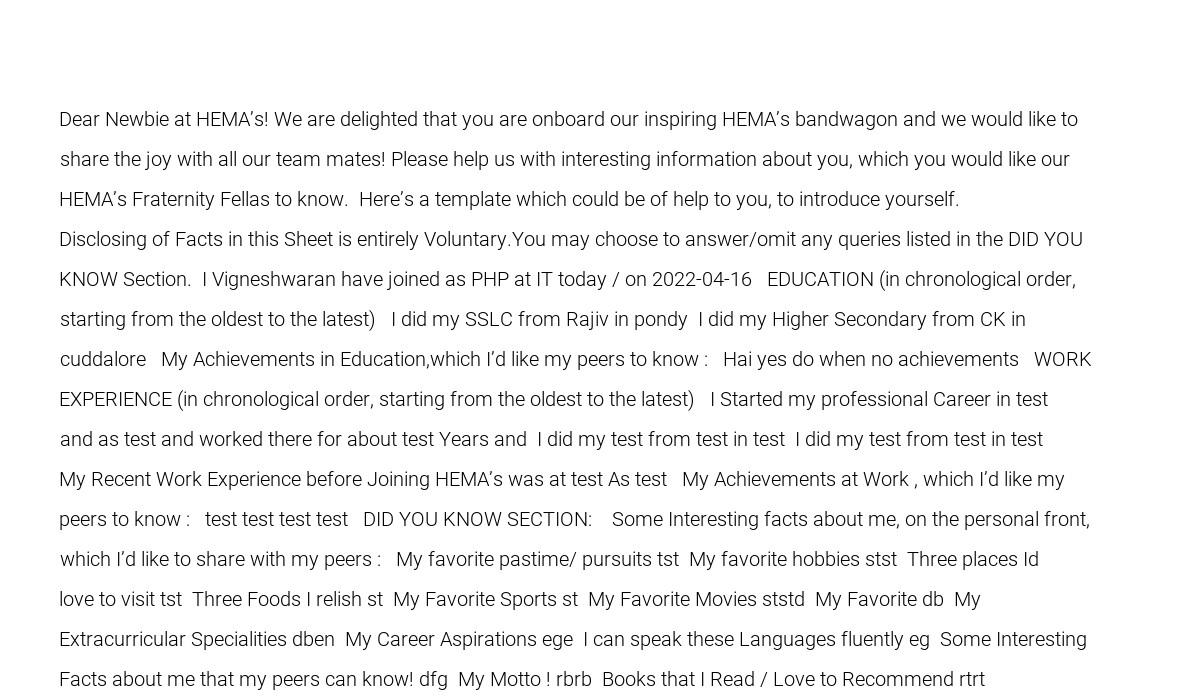 Dear Newbie at HEMA’s! We are delighted that you are onboard our inspiring HEMA’s bandwagon and we would like to
share the joy with all our team mates! Please help us with interesting information about you, which you would like our
HEMA’s Fraternity Fellas to know.  Here’s a template which could be of help to you, to introduce yourself.
Disclosing of Facts in this Sheet is entirely Voluntary.You may choose to answer/omit any queries listed in the DID YOU
KNOW Section.  I Vigneshwaran have joined as PHP at IT today / on 2022-04-16   EDUCATION (in chronological order,
starting from the oldest to the latest)   I did my SSLC from Rajiv in pondy  I did my Higher Secondary from CK in
cuddalore   My Achievements in Education,which I’d like my peers to know :   Hai yes do when no achievements   WORK
EXPERIENCE (in chronological order, starting from the oldest to the latest)   I Started my professional Career in test
and as test and worked there for about test Years and  I did my test from test in test  I did my test from test in test
My Recent Work Experience before Joining HEMA’s was at test As test   My Achievements at Work , which I’d like my
peers to know :   test test test test   DID YOU KNOW SECTION:    Some Interesting facts about me, on the personal front,
which I’d like to share with my peers :   My favorite pastime/ pursuits tst  My favorite hobbies stst  Three places Id
love to visit tst  Three Foods I relish st  My Favorite Sports st  My Favorite Movies ststd  My Favorite db  My
Extracurricular Specialities dben  My Career Aspirations ege  I can speak these Languages fluently eg  Some Interesting
Facts about me that my peers can know! dfg  My Motto ! rbrb  Books that I Read / Love to Recommend rtrt